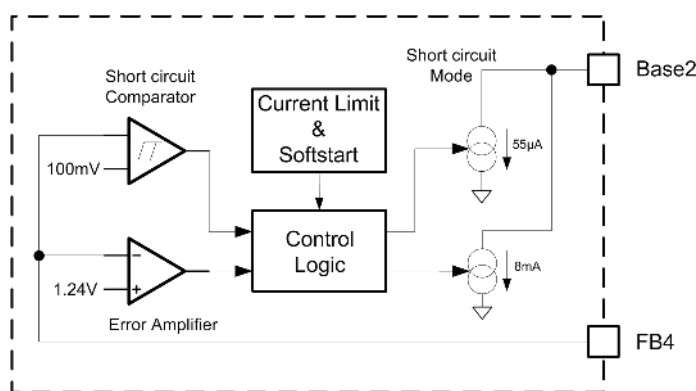 Short circuit
Mode
Base2
Short circuit
Comparator
Current Limit
&
Softstart
100mV
55µA
Control
Logic
−
1.24V
+
8mA
Error Amplifier
FB4